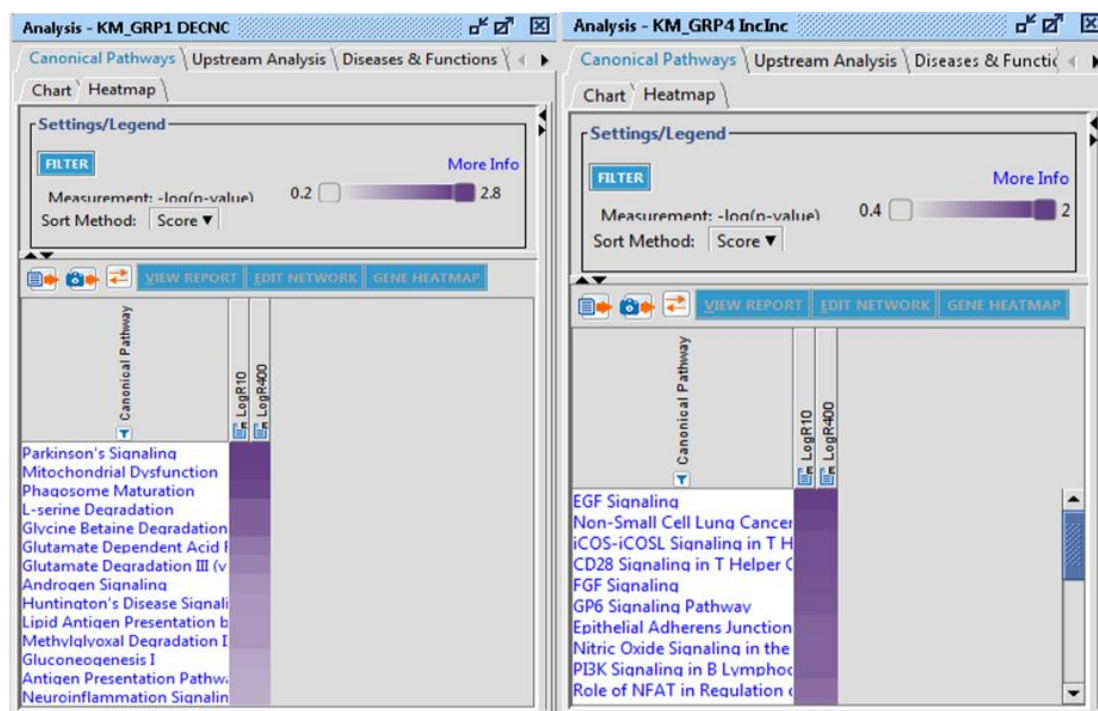 Analysis - KM_GRP1 DECNC
Canonical Pathways Upstream Analysis Diseases & Functions
Chart Heatmap
Settings/Legend
FILTER
More Info
Measurement: -log(p-value)
0.2 2.8
Sort Method: Score ▼
VIEW REPORT EDIT NETWORK GENE HEATMAP
Canonical Pathway
LogR10
LogR400
Parkinson's Signaling
Mitochondrial Dysfunction
Phagosome Maturation
L-serine Degradation
Glycine Betaine Degradation
Glutamate Dependent Acid R
Glutamate Degradation III (v
Androgen Signaling
Huntington's Disease Signali
Lipid Antigen Presentation b
Methylglyoxal Degradation I
Gluconeogenesis I
Antigen Presentation Pathw
Neuroinflammation Signalin
Analysis - KM_GRP4 IncInc
Canonical Pathways Upstream Analysis Diseases & Functic
Chart Heatmap
Settings/Legend
FILTER
More Info
Measurement: -log(p-value)
0.4 2
Sort Method: Score ▼
VIEW REPORT EDIT NETWORK GENE HEATMAP
Canonical Pathway
LogR10
LogR400
EGF Signaling
Non-Small Cell Lung Cancer
iCOS-iCOSL Signaling in T H
CD28 Signaling in T Helper C
FGF Signaling
GP6 Signaling Pathway
Epithelial Adherens Junction
Nitric Oxide Signaling in the
PI3K Signaling in B Lymphoc
Role of NFAT in Regulation o